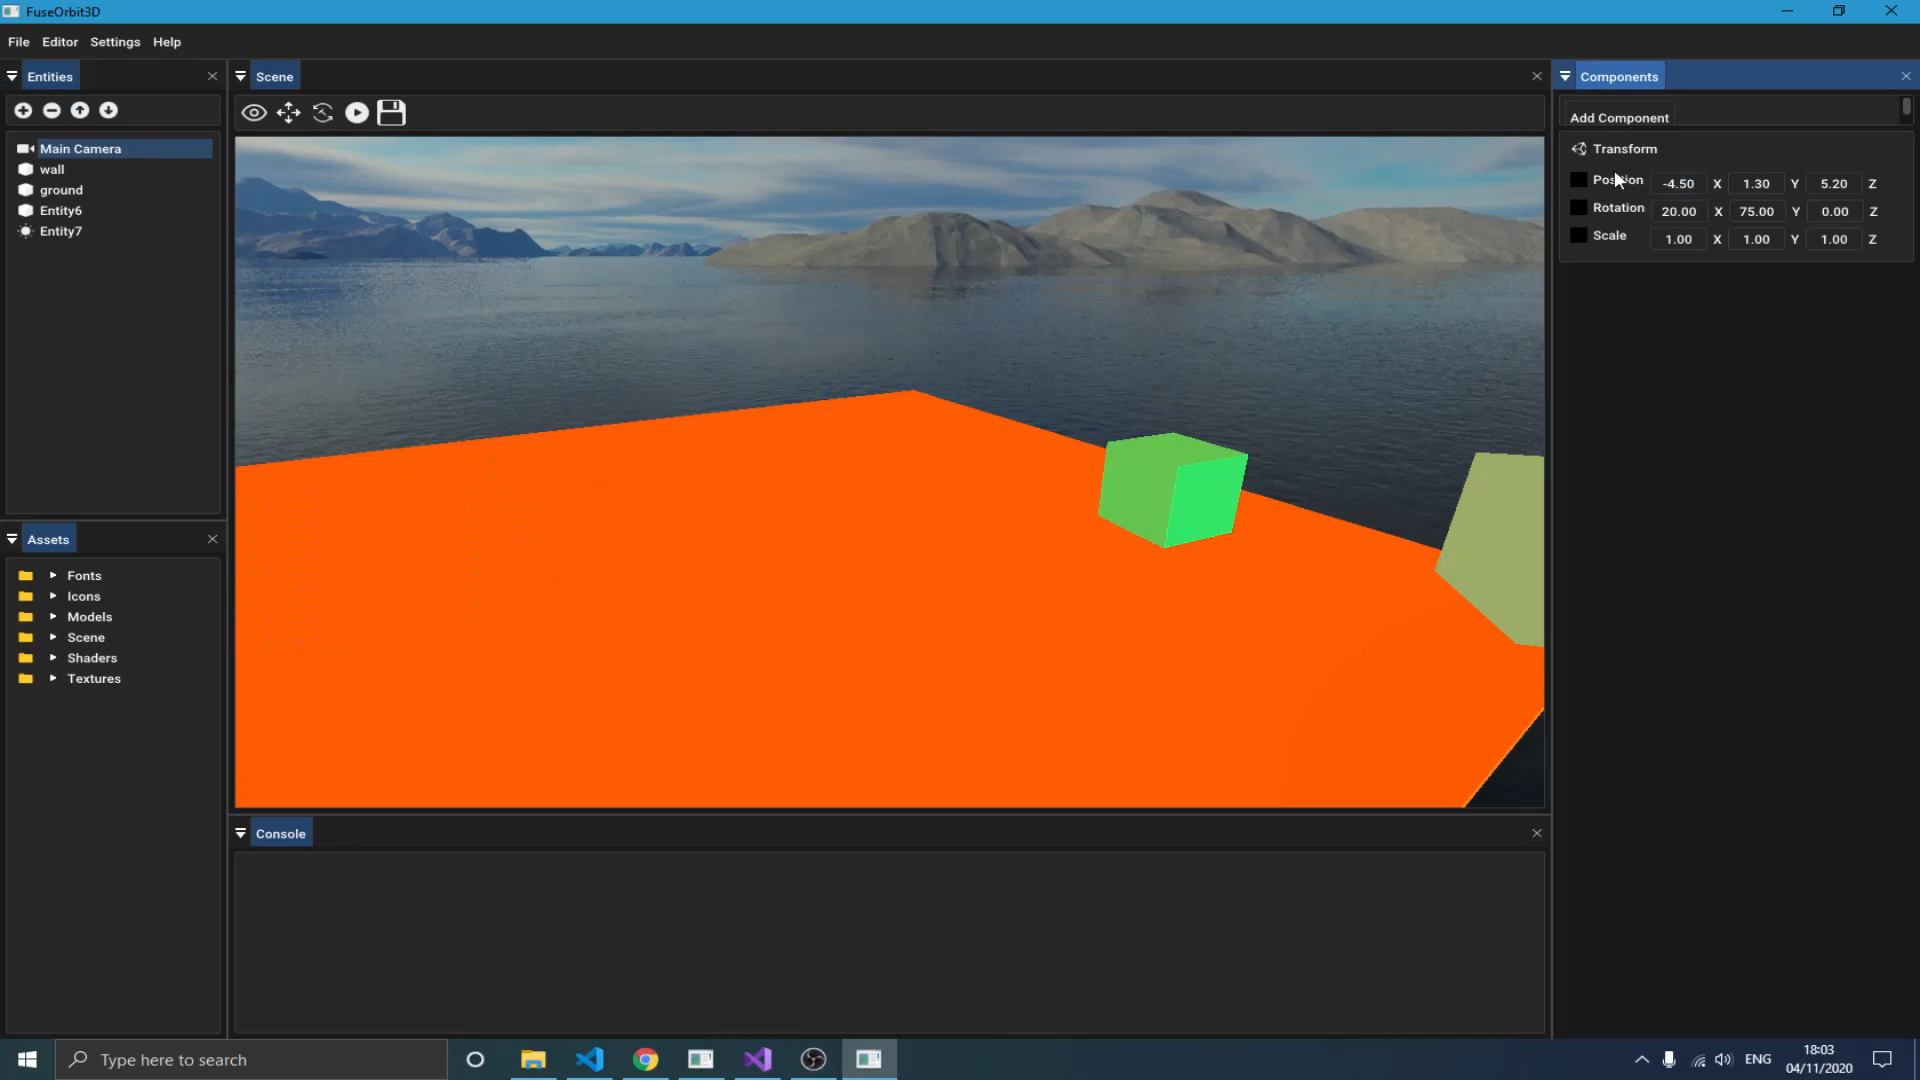 FuseOrbit3D
File Editor Settings Help
Entities
Scene
Components
Add Component
Main Camera
wall
ground
Entity6
Entity7
Transform
Position -4.50 X 1.30 Y 5.20 Z
Rotation 20.00 X 75.00 Y 0.00 Z
Scale 1.00 X 1.00 Y 1.00 Z
Assets
Fonts
Icons
Models
Scene
Shaders
Textures
Console
Type here to search
ENG
18:03
04/11/2020